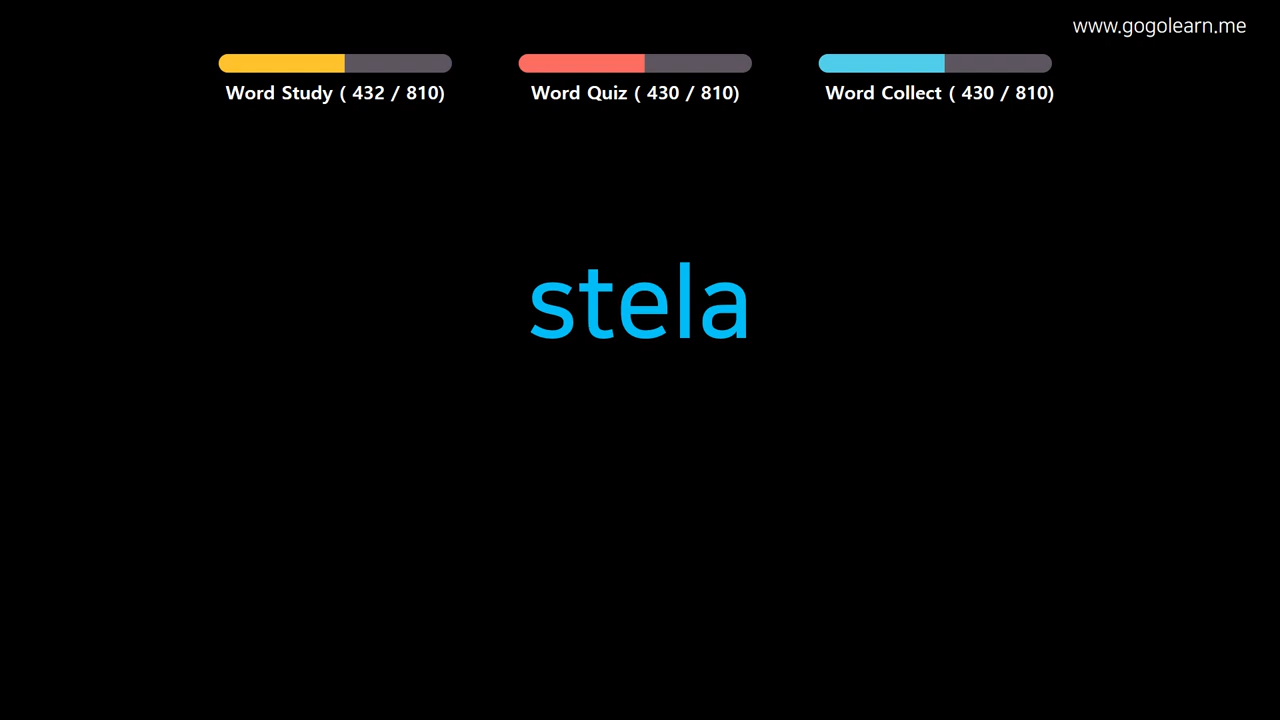 www.gogolearn.me
Word Study ( 432 / 810)
Word Quiz ( 430 / 810)
Word Collect ( 430 / 810)
stela